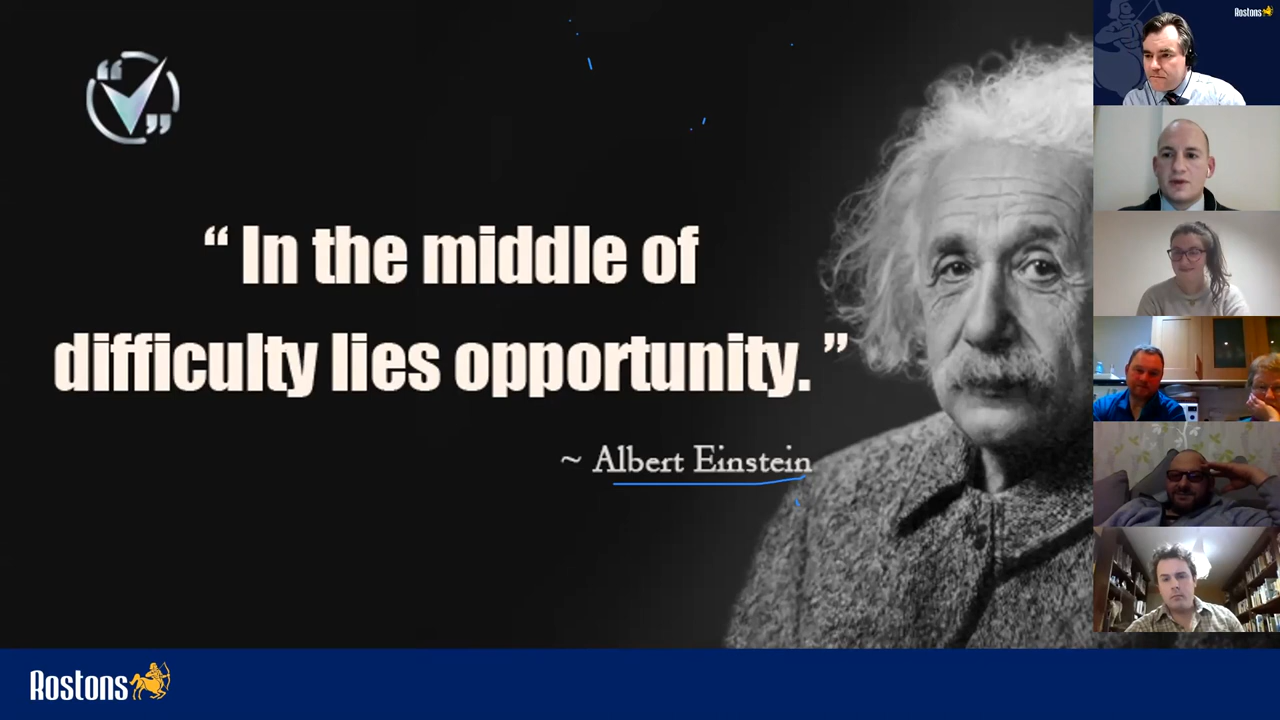 “ In the middle of
difficulty lies opportunity. ”
~ Albert Einstein
Rostons
Rostons